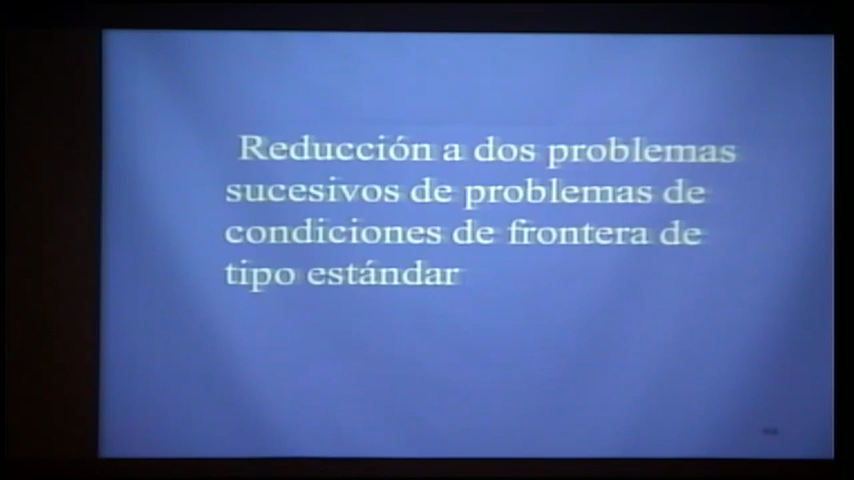 Reducción a dos problemas
sucesivos de problemas de
condiciones de frontera de
tipo estándar